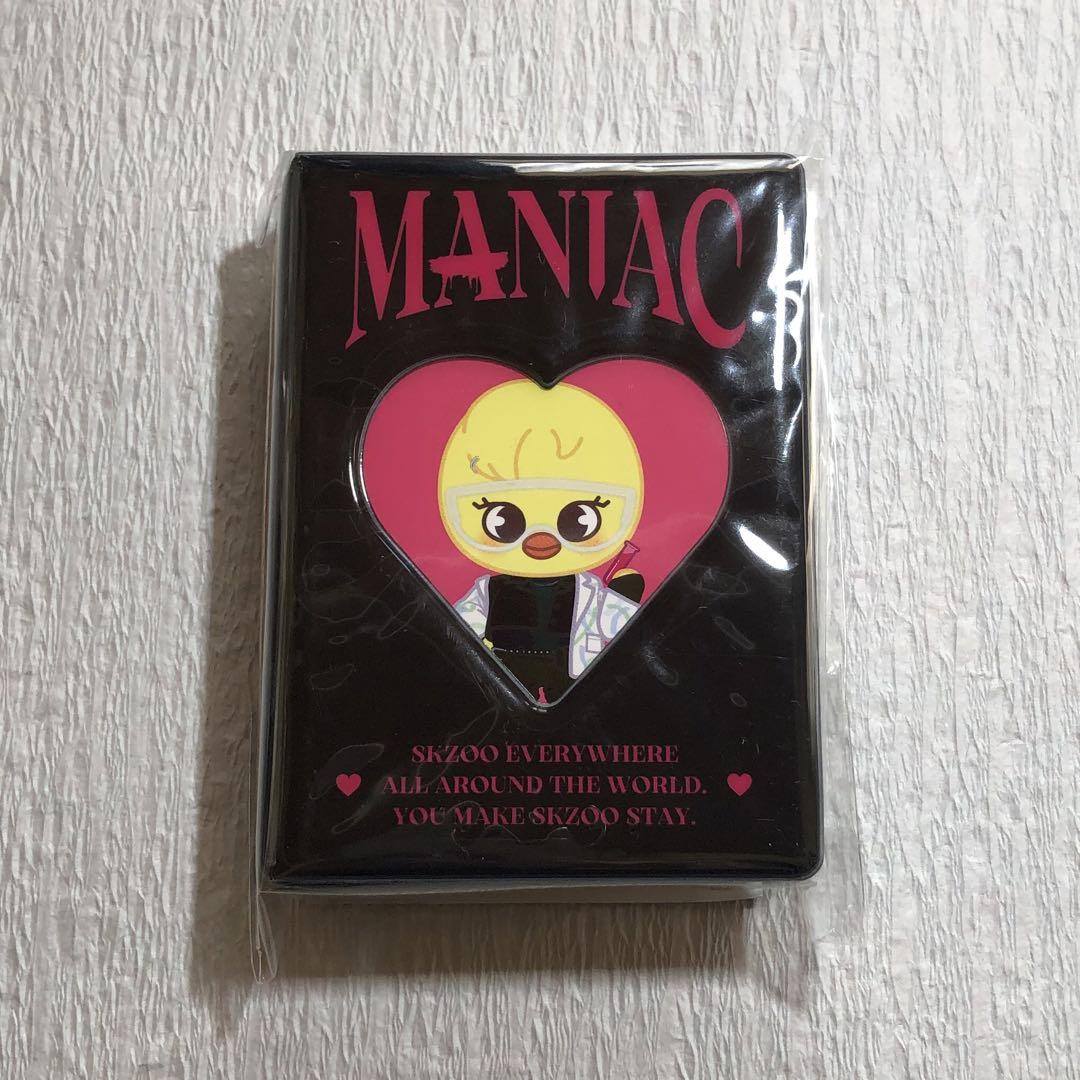 MANIAC
SKZOO EVERYWHERE
ALL AROUND THE WORLD.
YOU MAKE SKZOO STAY.